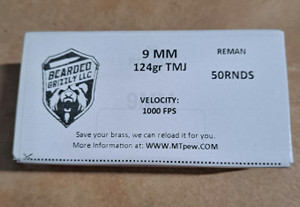 BEARDED
GRIZZLY LLC
9 MM
124gr TMJ
REMAN
50RNDS
VELOCITY:
1000 FPS
Save your brass, we can reload it for you.
More Information at: WWW.MTpew.COM